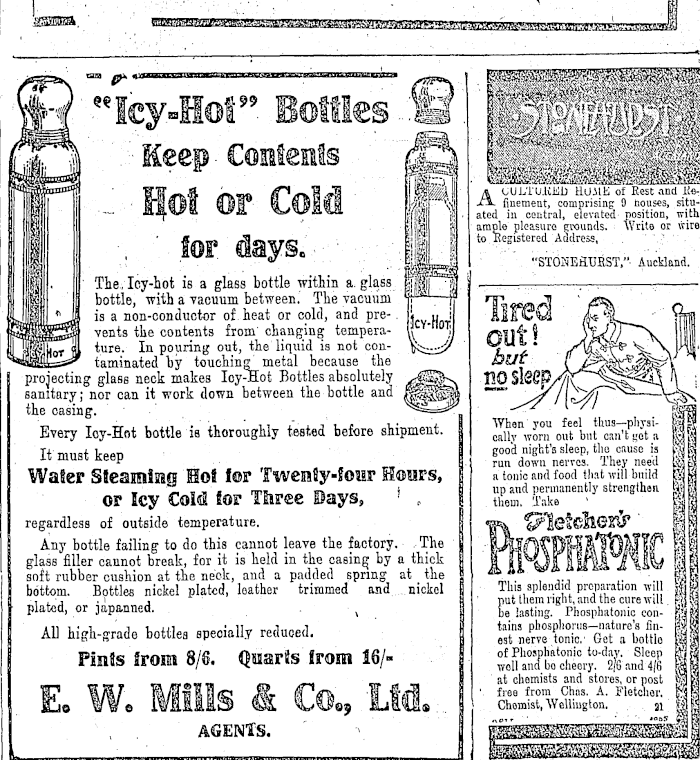 "Icy-Hot" Bottles
Keep Contents
Hot or Cold
for days.
The Icy-hot is a glass bottle within a glass
bottle, with a vacuum between. The vacuum
is a non-conductor of heat or cold, and pre-
vents the contents from changing tempera-
ture. In pouring out, the liquid is not con-
taminated by touching metal because the
projecting glass neck makes Icy-Hot Bottles absolutely
sanitary; nor can it work down between the bottle and
the casing.
Every Icy-Hot bottle is thoroughly tested before shipment.
It must keep
Water Steaming Hot for Twenty-four Hours,
or Icy Cold for Three Days,
regardless of outside temperature.
Any bottle failing to do this cannot leave the factory. The
glass filler cannot break, for it is held in the casing by a thick
soft rubber cushion at the neck, and a padded spring at the
bottom. Bottles nickel plated, leather trimmed and nickel
plated, or japanned.
All high-grade bottles specially reduced.
Pints from 8/6. Quarts from 16/-
E. W. Mills & Co., Ltd.
AGENTS.
-HOT
ICY-HOT
·STONEHURST·
A CULTURED HOME of Rest and Re-
finement, comprising 9 houses, situ-
ated in central, elevated position, with
ample pleasure grounds. Write or wire
to Registered Address,
"STONEHURST," Auckland.
Tired
out!
but
no sleep
When you feel thus—physi-
cally worn out but can't get a
good night's sleep, the cause is
run down nerves. They need
a tonic and food that will build
up and permanently strengthen
them. Take
Fletcher's
PHOSPHATONIC
This splendid preparation will
put them right, and the cure will
be lasting. Phosphatonic con-
tains phosphorus—nature's fin-
est nerve tonic. Get a bottle
of Phosphatonic to-day. Sleep
well and be cheery. 2/6 and 4/6
at chemists and stores, or post
free from Chas. A. Fletcher,
Chemist, Wellington. 21